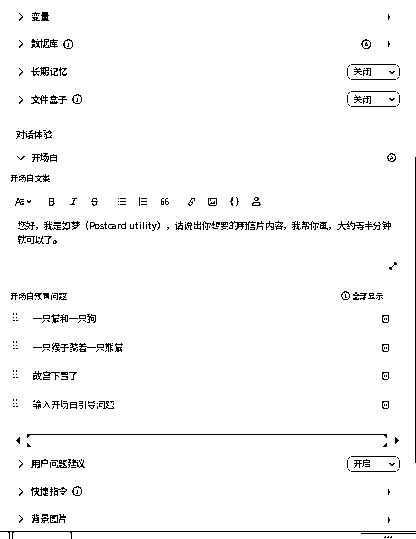 变量
数据库
长期记忆
关闭
文件盒子
关闭
对话体验
开场白
开场白文案
B I S 66 {}
您好，我是如梦（Postcard utility），请说出你想要的明信片内容，我帮你画，大约等半分钟
就可以了。
开场白预置问题
全部显示
一只猫和一只狗
一只猴子骑着一只熊猫
故宫下雪了
输入开场白引导问题
用户问题建议
开启
快捷指令
背景图片